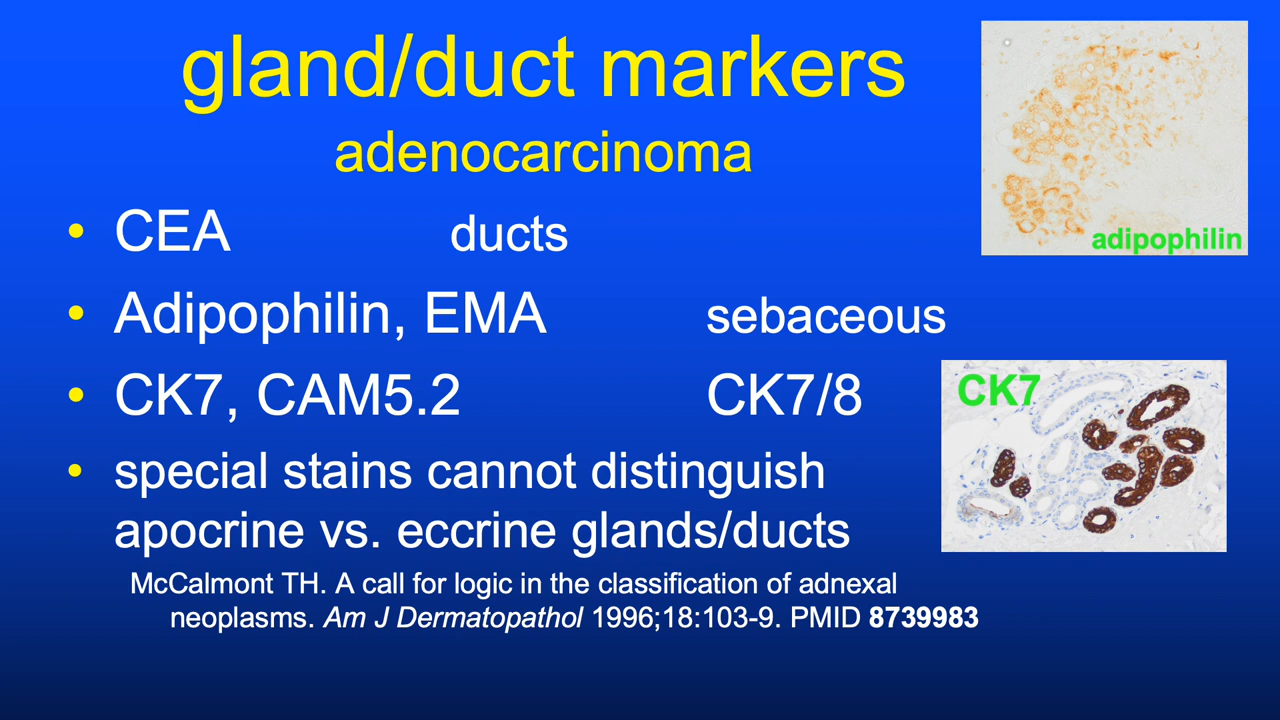 gland/duct markers
adenocarcinoma
adipophilin
• CEA ducts
• Adipophilin, EMA sebaceous
• CK7, CAM5.2 CK7/8
CK7
• special stains cannot distinguish
apocrine vs. eccrine glands/ducts
McCalmont TH. A call for logic in the classification of adnexal
neoplasms. Am J Dermatopathol 1996;18:103-9. PMID 8739983